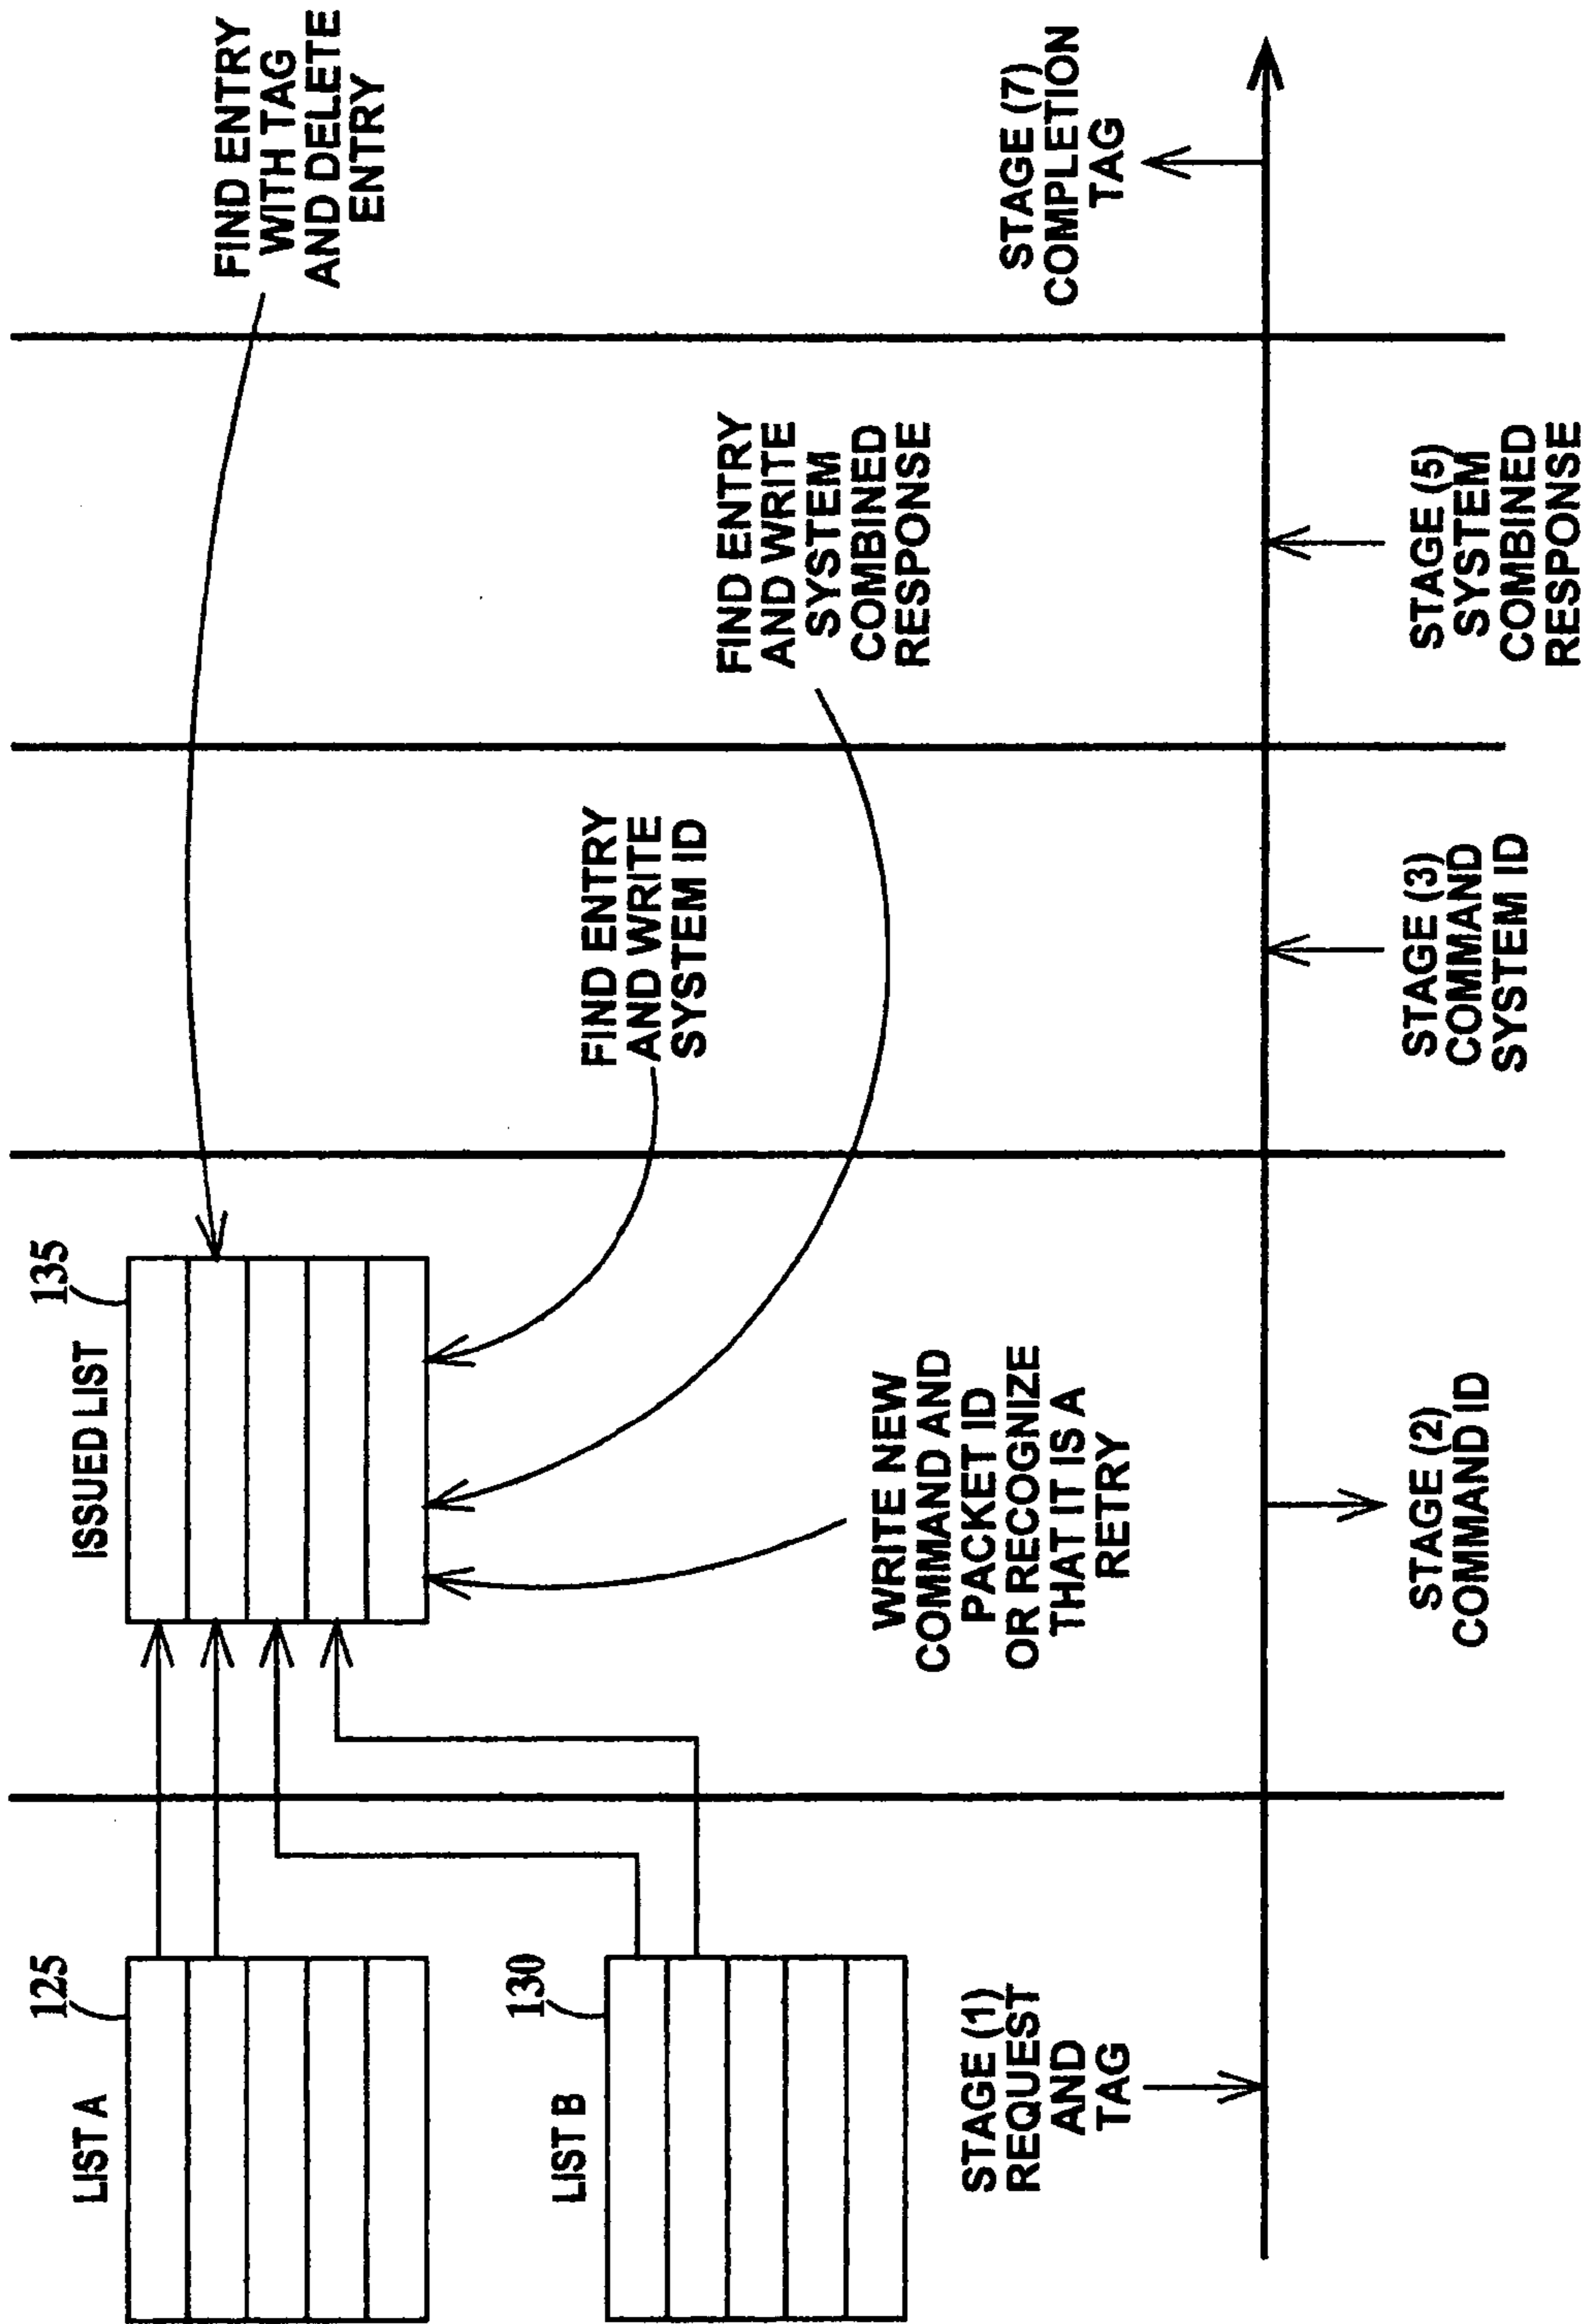 LIST A
125
LIST B
130
STAGE (1)
REQUEST
AND
TAG
ISSUED LIST
135
WRITE NEW
COMMAND AND
PACKET ID
OR RECOGNIZE
THAT IT IS A
RETRY
STAGE (2)
COMMAND ID
FIND ENTRY
AND WRITE
SYSTEM ID
STAGE (3)
COMMAND
SYSTEM ID
FIND ENTRY
AND WRITE
SYSTEM
COMBINED
RESPONSE
STAGE (5)
SYSTEM
COMBINED
RESPONSE
FIND ENTRY
WITH TAG
AND DELETE
ENTRY
STAGE (7)
COMPLETION
TAG